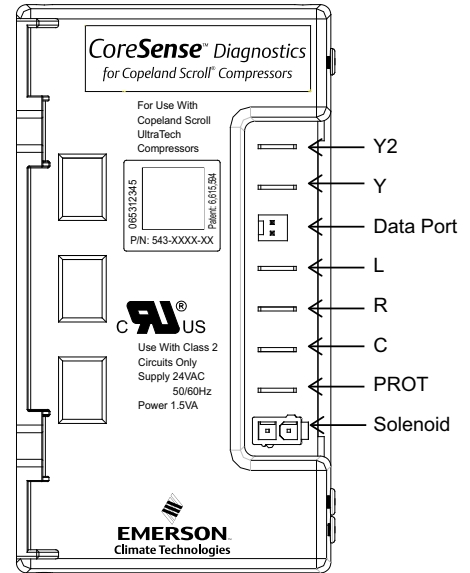 CoreSense™ Diagnostics
for Copeland Scroll® Compressors
For Use With
Copeland Scroll
UltraTech
Compressors
065312345
Patent: 6,615,594
P/N: 543-XXXX-XX
C RU® US
Use With Class 2
Circuits Only
Supply 24VAC
50/60Hz
Power 1.5VA
EMERSON™
Climate Technologies
Y2
Y
Data Port
L
R
C
PROT
Solenoid